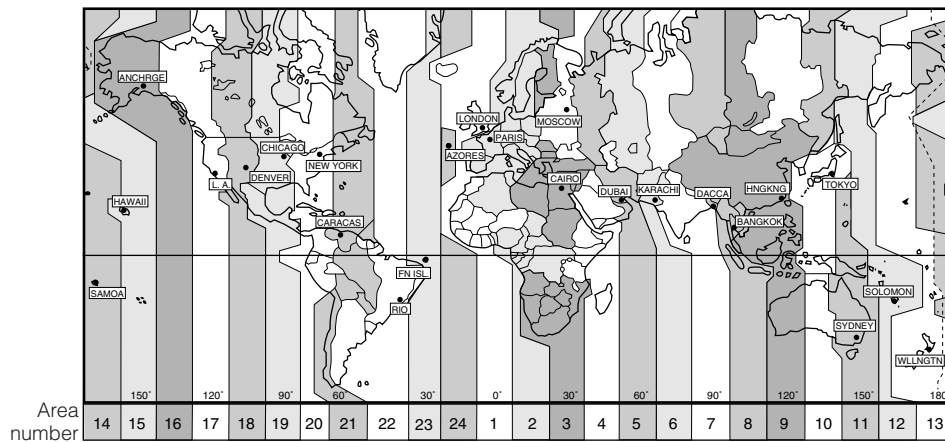 ANCHRGE
LONDON
MOSCOW
PARIS
CHICAGO
NEW YORK
AZORES
DENVER
L. A.
CAIRO
DUBAI
KARACHI
DACCA
HNGKNG
TOKYO
HAWAII
CARACAS
BANGKOK
FN ISL.
SAMOA
SOLOMON
RIO
SYDNEY
WLLNGTN
150° 120° 90° 60° 30° 0° 30° 60° 90° 120° 150° 180°
Area
number
14 15 16 17 18 19 20 21 22 23 24 1 2 3 4 5 6 7 8 9 10 11 12 13